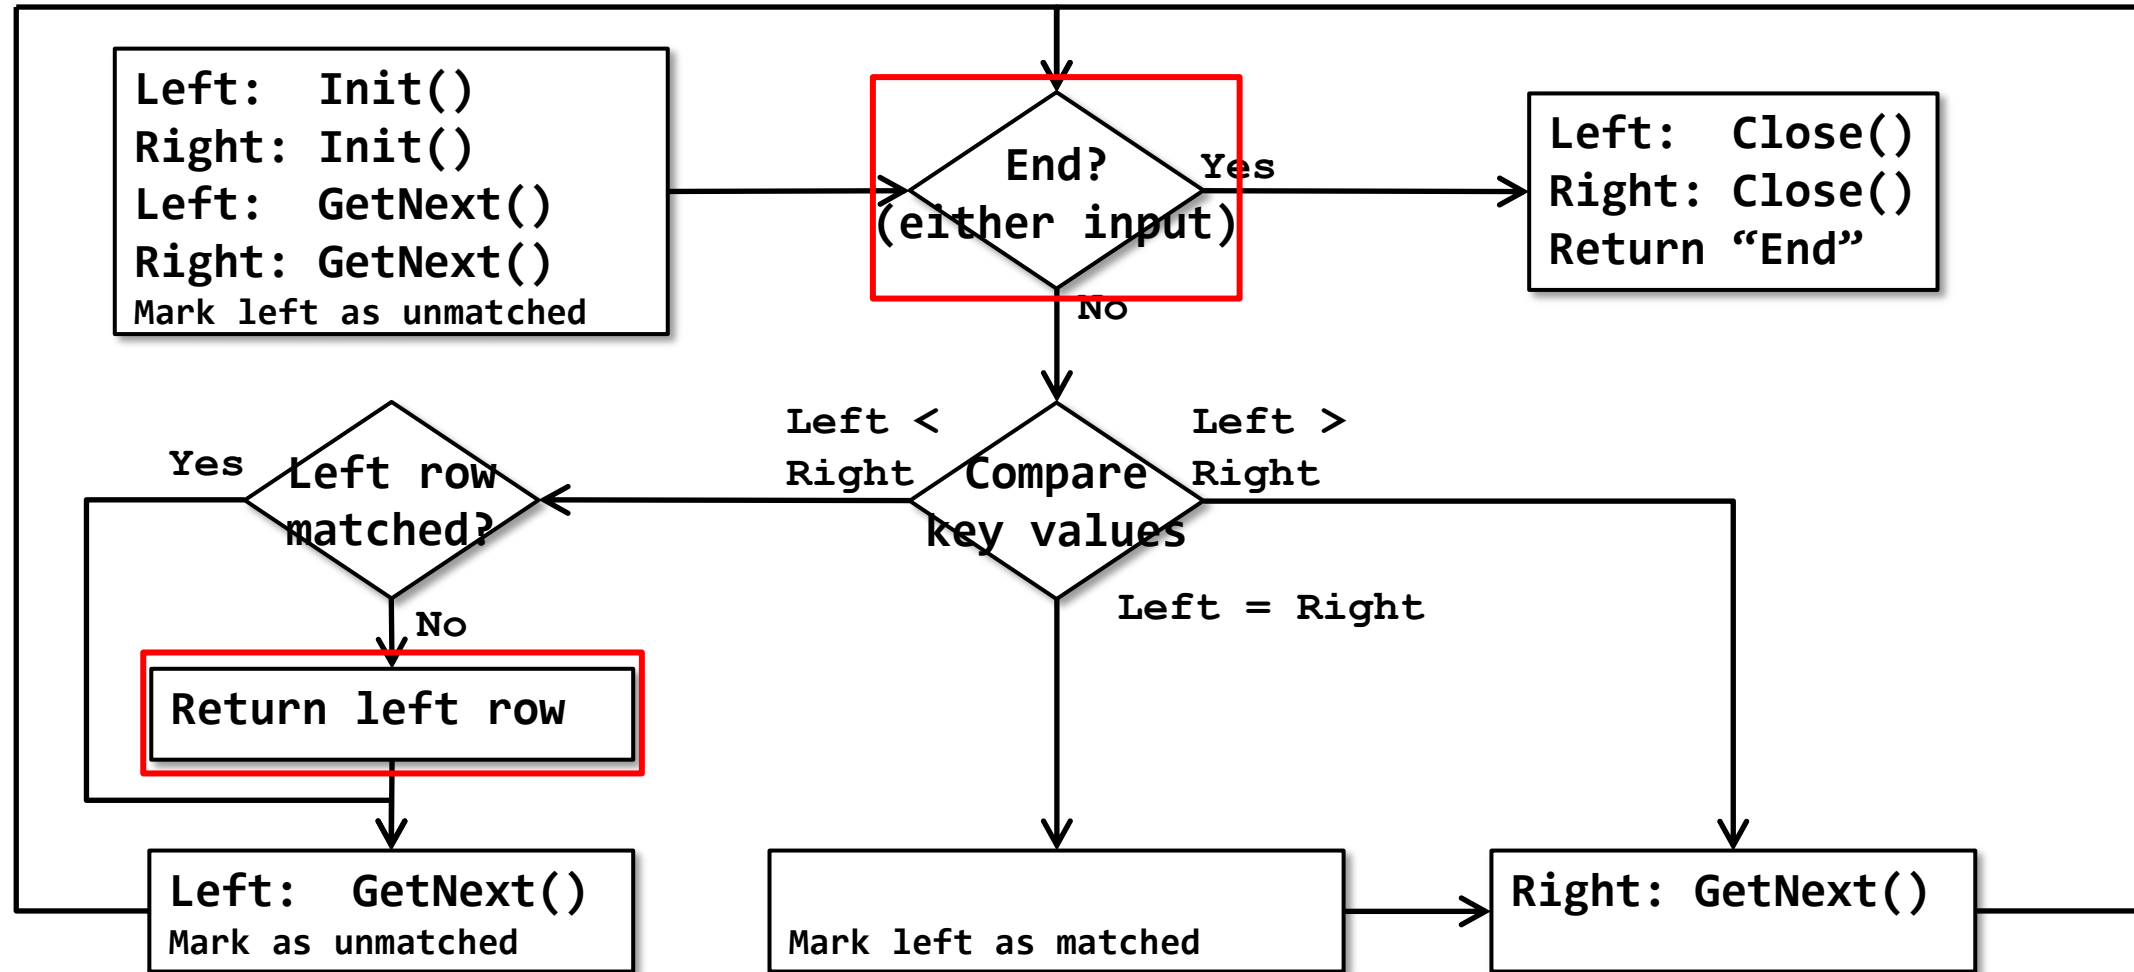 Left:  Init()
Right: Init()
Left:  GetNext()
Right: GetNext()
Mark left as unmatched
End?
(either input)
Yes
Left:  Close()
Right: Close()
Return “End”
No
Left <
Right
Left >
Right
Compare
key values
Left = Right
Yes
Left row
matched?
No
Return left row
Left:  GetNext()
Mark as unmatched
Mark left as matched
Right: GetNext()